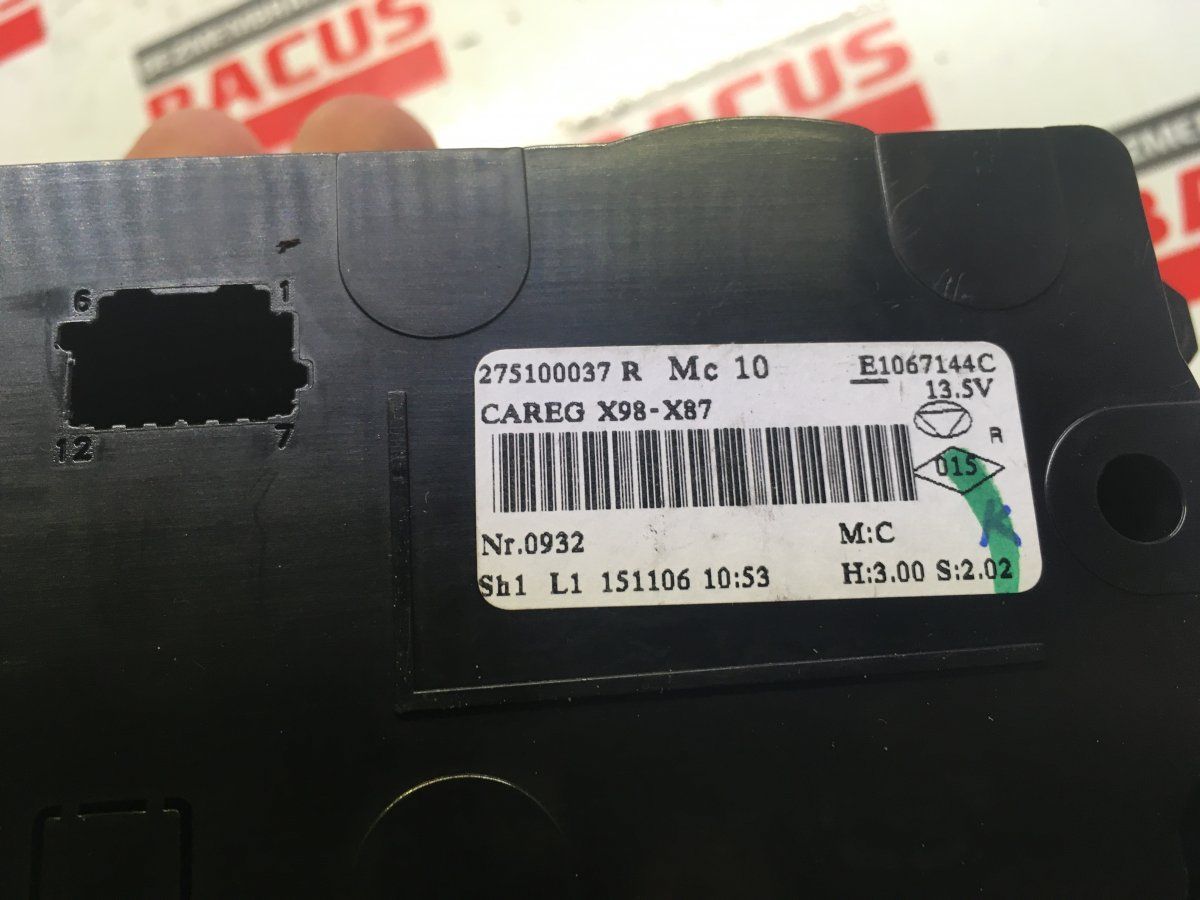 BACUS
BACUS
6 1
12 7
275100037 R Mc 10 E1067144C
13.5V
CAREG X98-X87
R
015
K
Nr.0932 M:C
Sh1 L1 151106 10:53 H:3.00 S:2.02